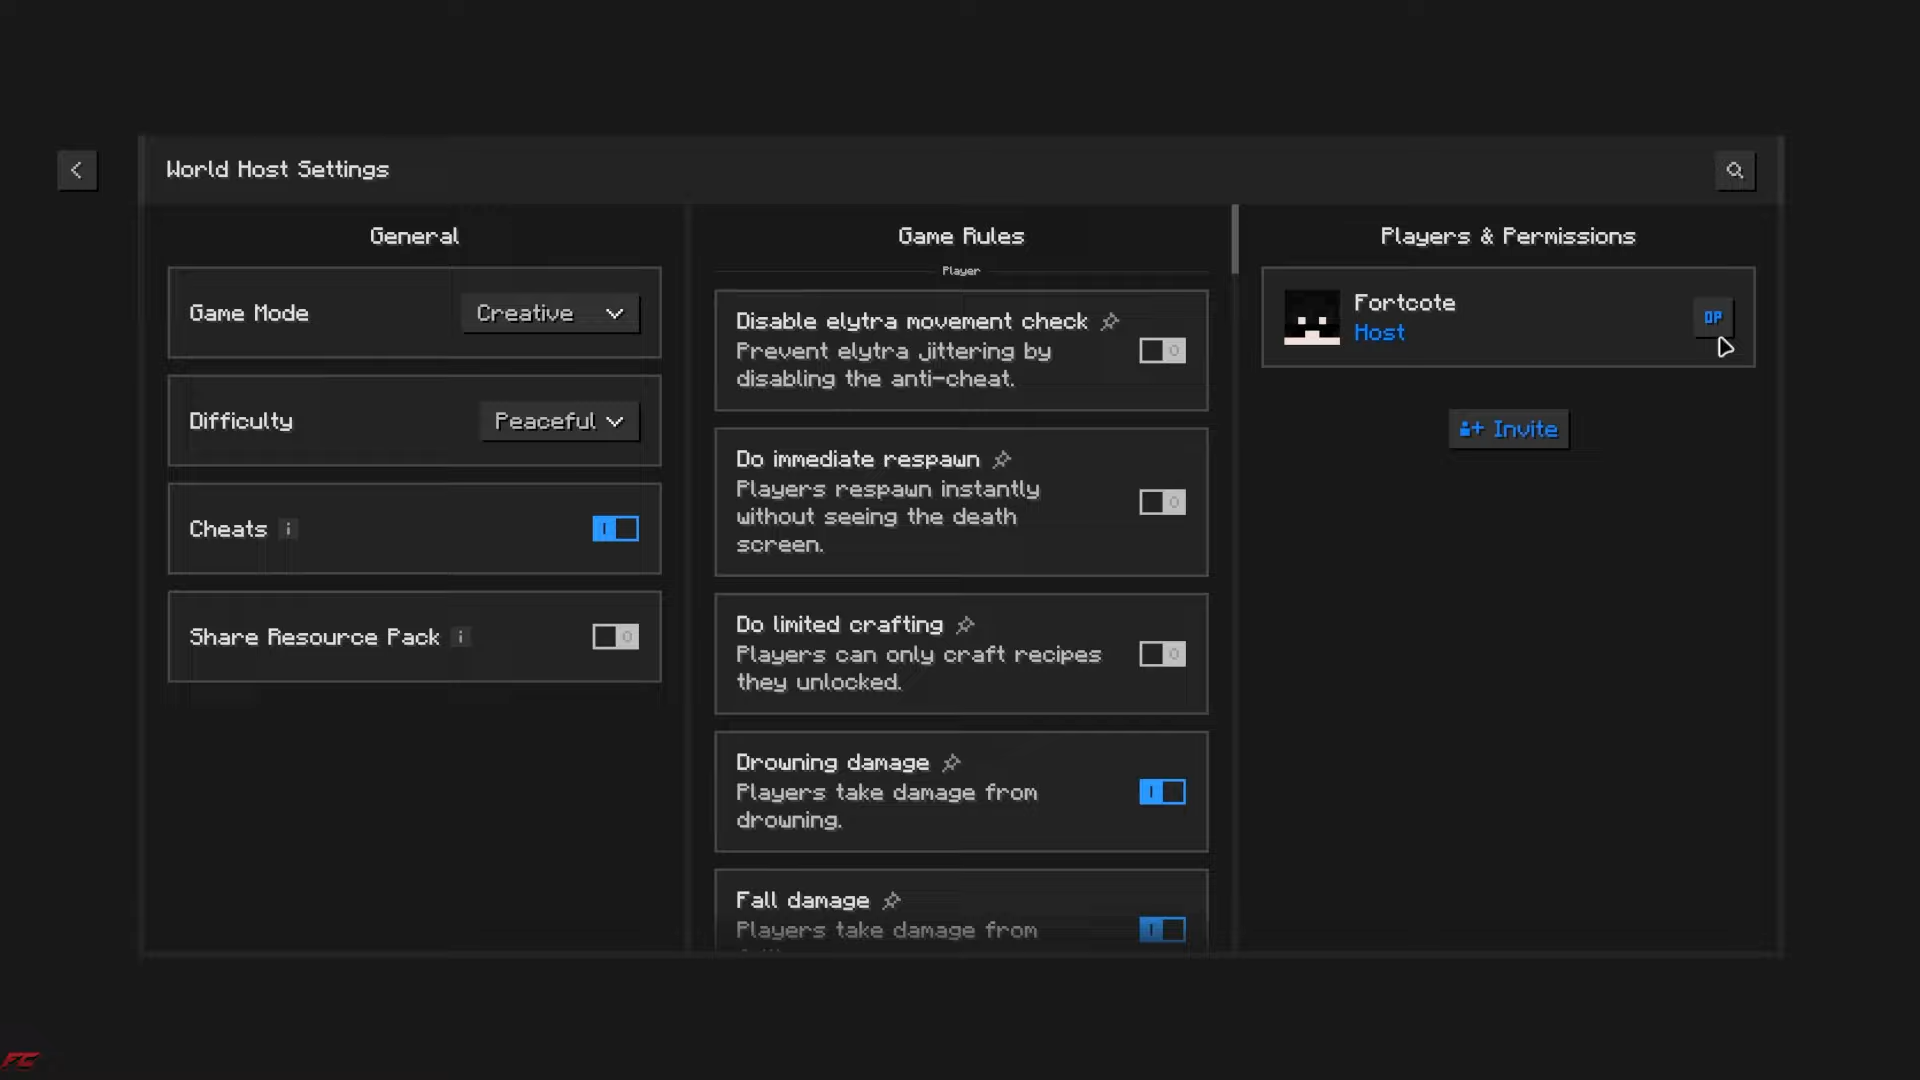 World Host Settings
General
Game Mode
Creative
Difficulty
Peaceful
Cheats i
Share Resource Pack i
Game Rules
Player
Disable elytra movement check
Prevent elytra jittering by
disabling the anti-cheat.
Do immediate respawn
Players respawn instantly
without seeing the death
screen.
Do limited crafting
Players can only craft recipes
they unlocked.
Drowning damage
Players take damage from
drowning.
Fall damage
Players take damage from
Players & Permissions
Fortcote
Host
OP
Invite
FC